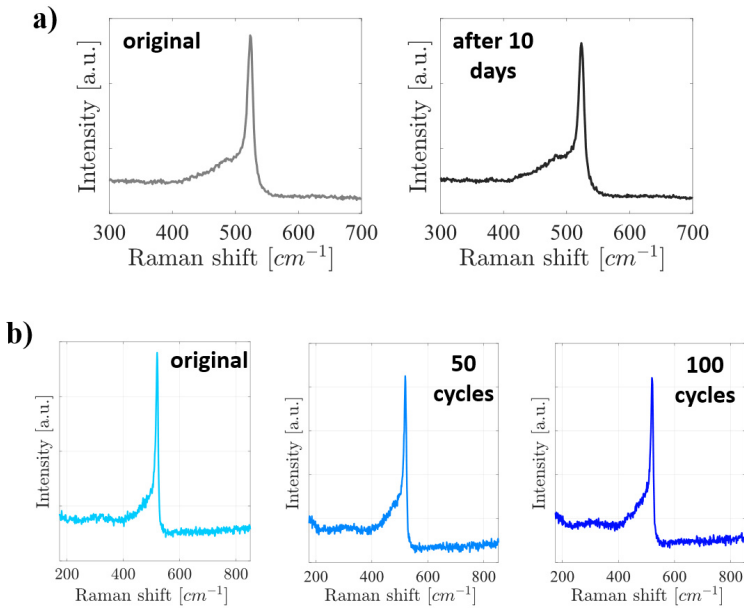 a)
original
Intensity [a.u.]
300 400 500 600 700
Raman shift [cm⁻¹]
after 10
days
Intensity [a.u.]
300 400 500 600 700
Raman shift [cm⁻¹]
b)
original
Intensity [a.u.]
200 400 600 800
Raman shift [cm⁻¹]
50
cycles
Intensity [a.u.]
200 400 600 800
Raman shift [cm⁻¹]
100
cycles
Intensity [a.u.]
200 400 600 800
Raman shift [cm⁻¹]